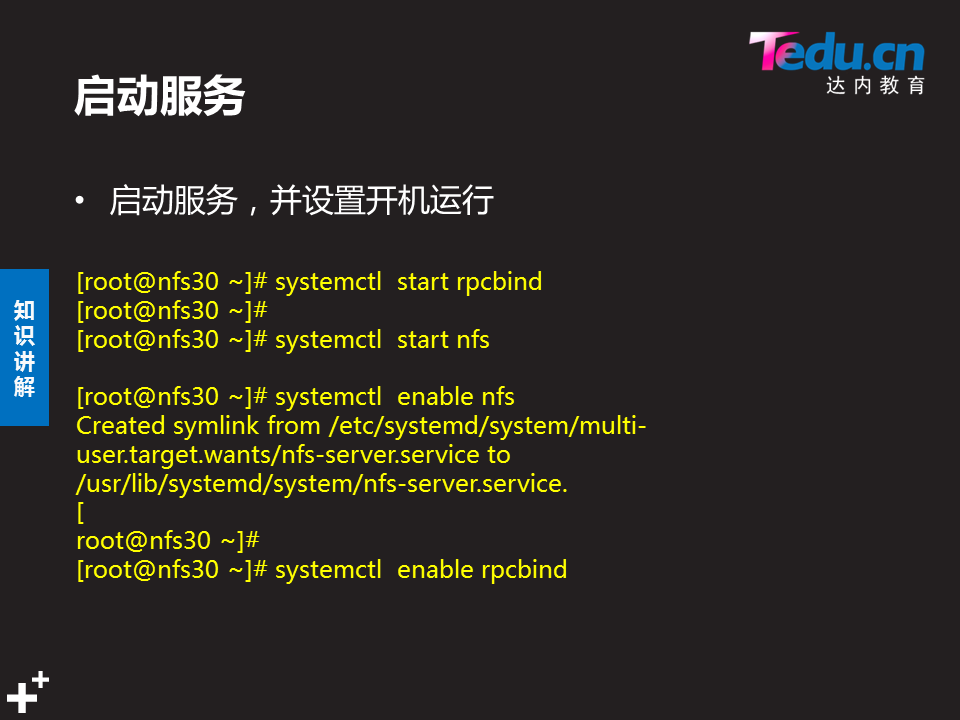 Tedu.cn
达内教育
启动服务
• 启动服务，并设置开机运行
[root@nfs30 ~]# systemctl  start rpcbind
[root@nfs30 ~]#
[root@nfs30 ~]# systemctl  start nfs
[root@nfs30 ~]# systemctl  enable nfs
Created symlink from /etc/systemd/system/multi-
user.target.wants/nfs-server.service to
/usr/lib/systemd/system/nfs-server.service.
[
root@nfs30 ~]#
[root@nfs30 ~]# systemctl  enable rpcbind
知
识
讲
解